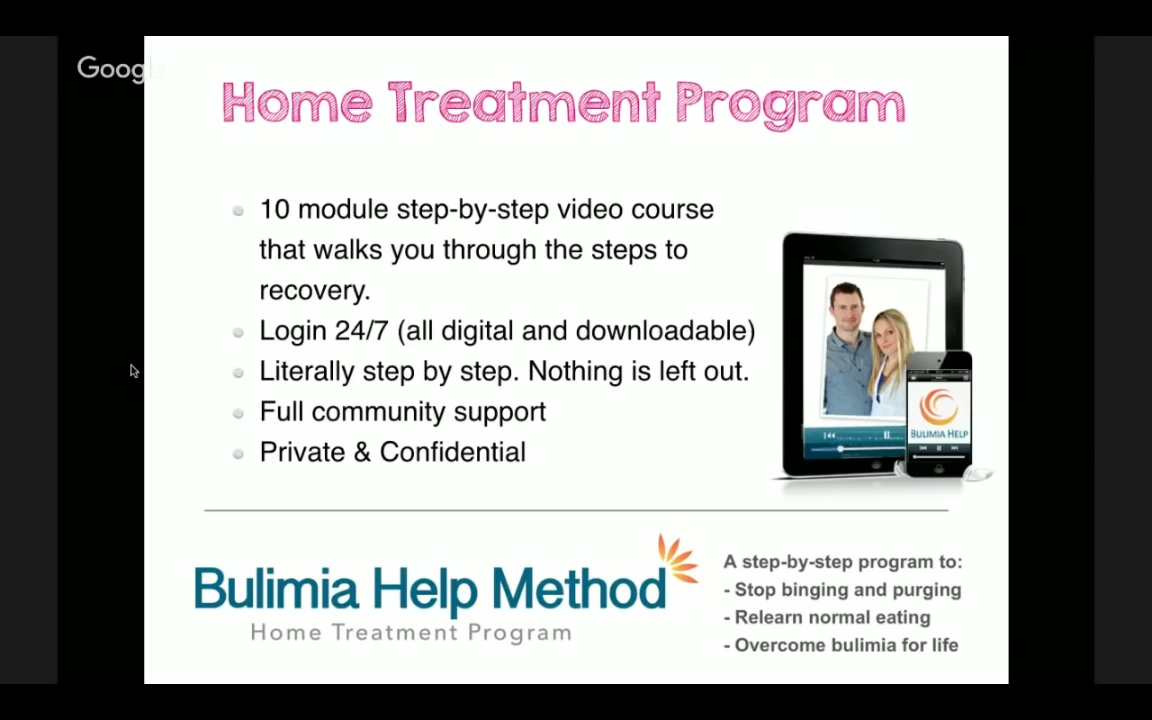 Google
Home Treatment Program
10 module step-by-step video course
that walks you through the steps to
recovery.
Login 24/7 (all digital and downloadable)
Literally step by step. Nothing is left out.
Full community support
Private & Confidential
BULIMIA HELP
Bulimia Help Method
Home Treatment Program
A step-by-step program to:
- Stop binging and purging
- Relearn normal eating
- Overcome bulimia for life